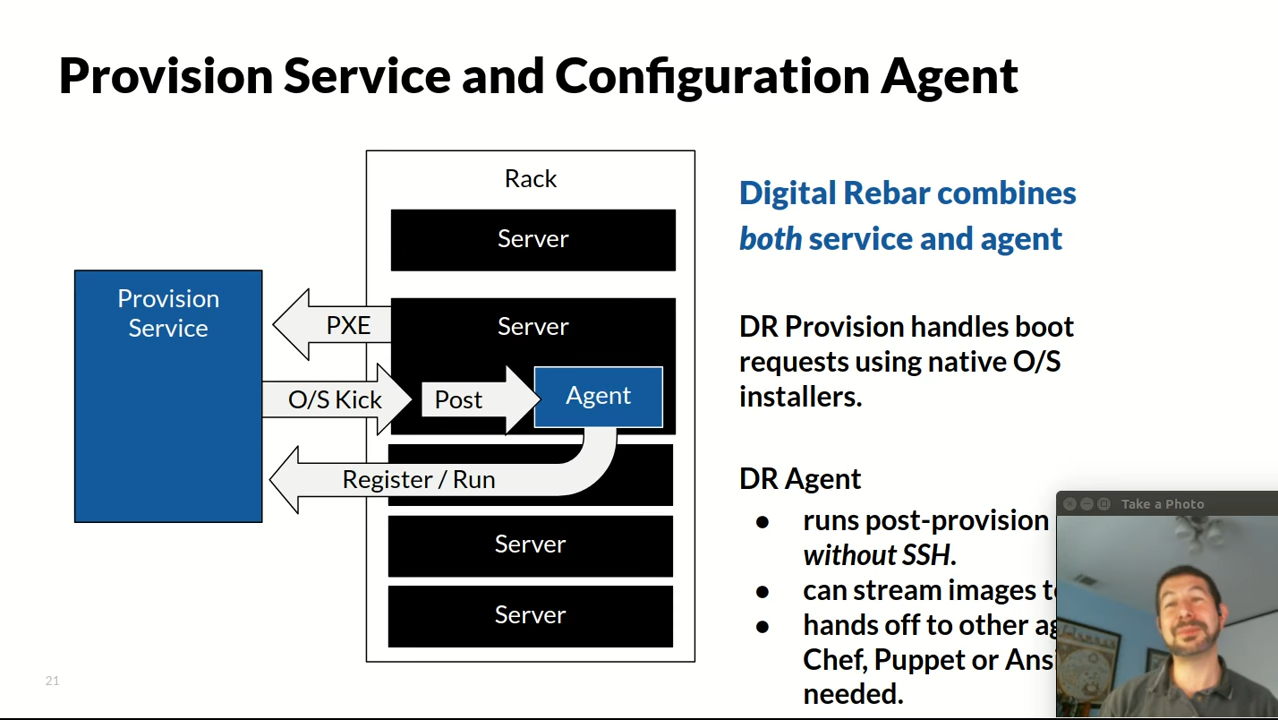 Provision Service and Configuration Agent
Rack
Server
Provision
Service
PXE
Server
O/S Kick
Post
Agent
Register / Run
Server
Server
Digital Rebar combines
both service and agent
DR Provision handles boot
requests using native O/S
installers.
DR Agent
● runs post-provision
without SSH.
● can stream images
● hands off to other
Chef, Puppet or
needed.
Take a Photo
21